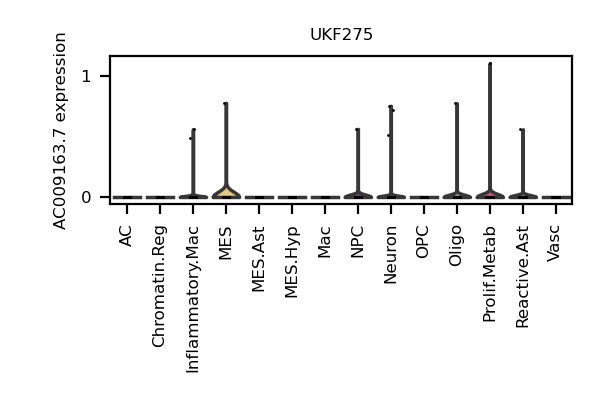 UKF275
AC009163.7 expression
1
0
AC
Chromatin.Reg
Inflammatory.Mac
MES
MES.Ast
MES.Hyp
Mac
NPC
Neuron
OPC
Oligo
Prolif.Metab
Reactive.Ast
Vasc